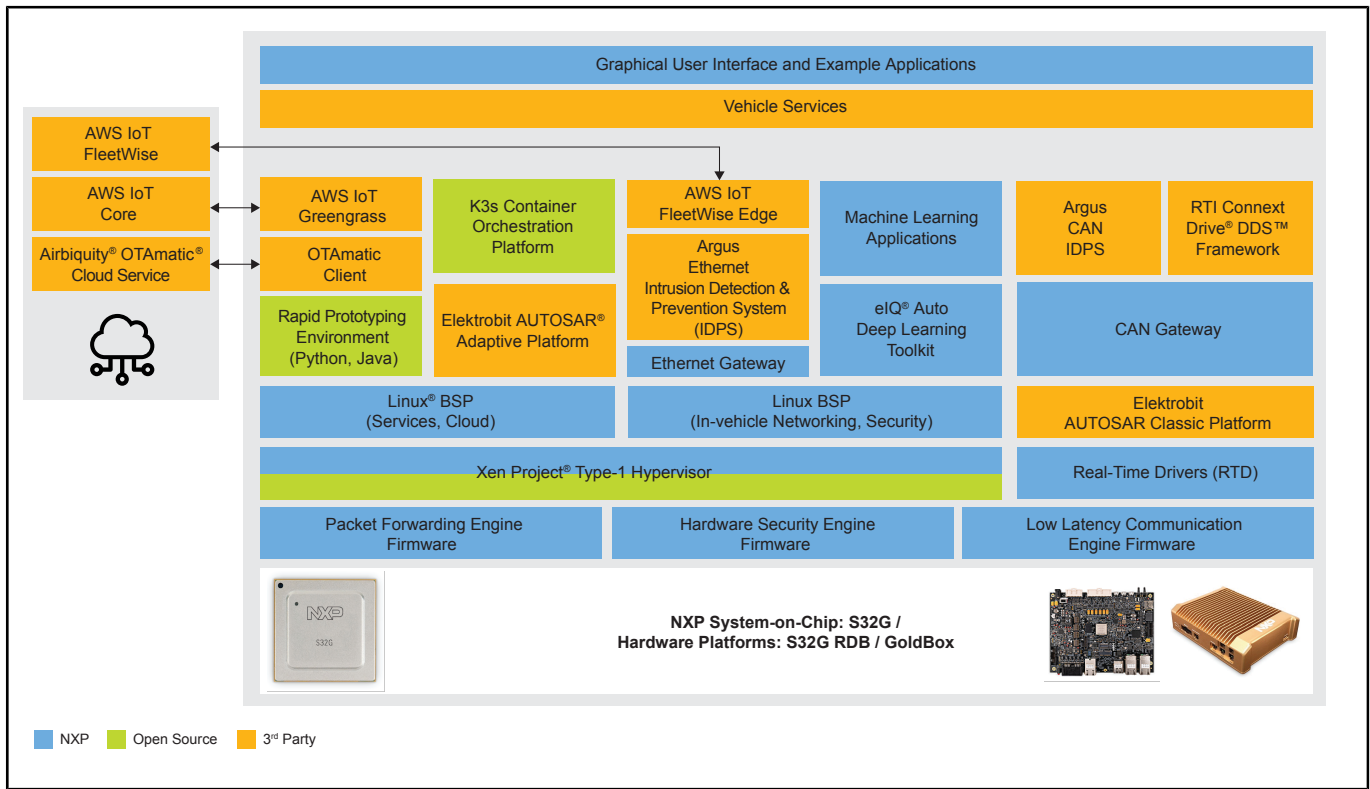 Graphical User Interface and Example Applications
Vehicle Services
AWS IoT
FleetWise
AWS IoT
Core
Airbiquity® OTAmatic®
Cloud Service
AWS IoT
Greengrass
OTAmatic
Client
Rapid Prototyping
Environment
(Python, Java)
K3s Container
Orchestration
Platform
Elektrobit AUTOSAR®
Adaptive Platform
AWS IoT
FleetWise Edge
Argus
Ethernet
Intrusion Detection &
Prevention System
(IDPS)
Ethernet Gateway
Machine Learning
Applications
eIQ® Auto
Deep Learning
Toolkit
Argus
CAN
IDPS
RTI Connext
Drive® DDS™
Framework
CAN Gateway
Linux® BSP
(Services, Cloud)
Linux BSP
(In-vehicle Networking, Security)
Elektrobit
AUTOSAR Classic Platform
Xen Project® Type-1 Hypervisor
Real-Time Drivers (RTD)
Packet Forwarding Engine
Firmware
Hardware Security Engine
Firmware
Low Latency Communication
Engine Firmware
NXP
S32G
NXP System-on-Chip: S32G /
Hardware Platforms: S32G RDB / GoldBox
NXP
NXP
Open Source
3rd Party